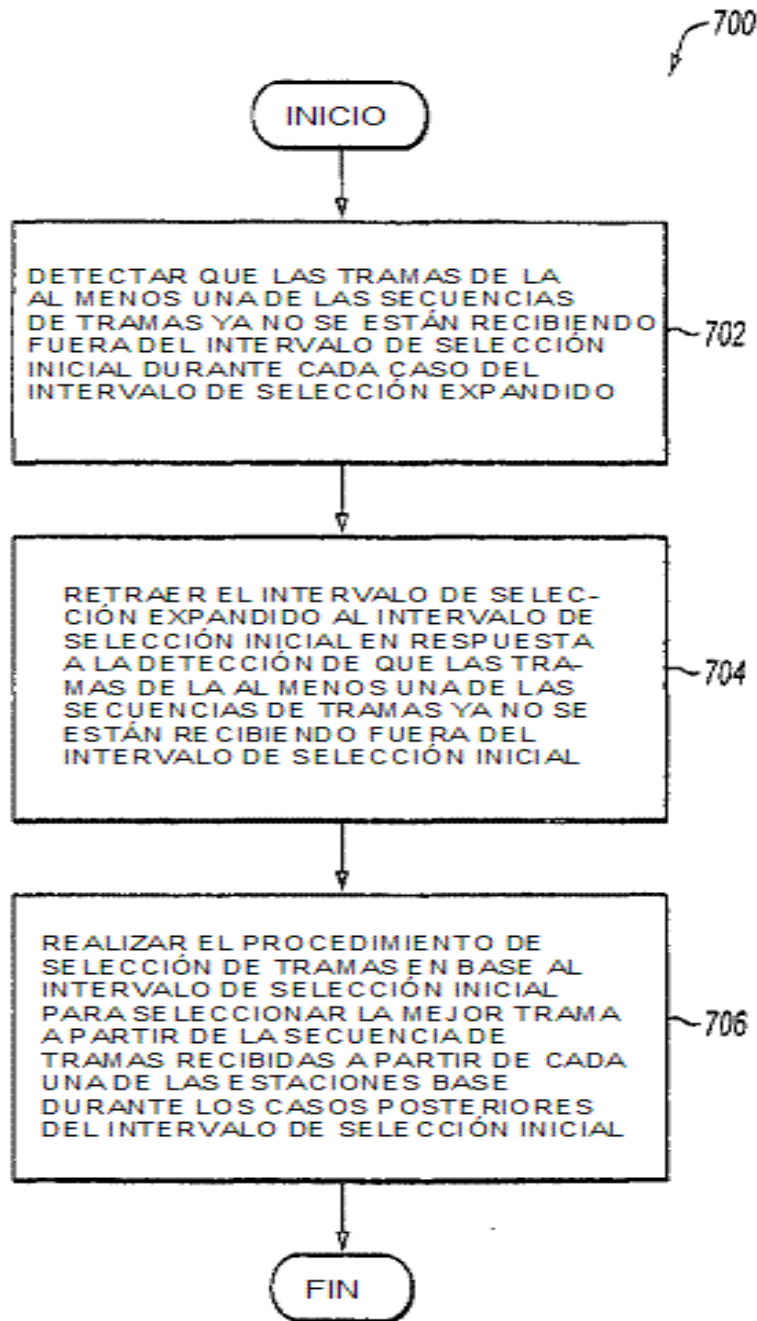 700
INICIO
DETECTAR QUE LAS TRAMAS DE LA
AL MENOS UNA DE LAS SECUENCIAS
DE TRAMAS YA NO SE ESTÁN RECIBIENDO
FUERA DEL INTERVALO DE SELECCIÓN
INICIAL DURANTE CADA CASO DEL
INTERVALO DE SELECCIÓN EXPANDIDO
702
RETRAER EL INTERVALO DE SELEC-
CIÓN EXPANDIDO AL INTERVALO DE
SELECCIÓN INICIAL EN RESPUESTA
A LA DETECCIÓN DE QUE LAS TRA-
MAS DE LA AL MENOS UNA DE LAS
SECUENCIAS DE TRAMAS YA NO SE
ESTÁN RECIBIENDO FUERA DEL
INTERVALO DE SELECCIÓN INICIAL
704
REALIZAR EL PROCEDIMIENTO DE
SELECCIÓN DE TRAMAS EN BASE AL
INTERVALO DE SELECCIÓN INICIAL
PARA SELECCIONAR LA MEJOR TRAMA
A PARTIR DE LA SECUENCIA DE
TRAMAS RECIBIDAS A PARTIR DE CADA
UNA DE LAS ESTACIONES BASE
DURANTE LOS CASOS POSTERIORES
DEL INTERVALO DE SELECCIÓN INICIAL
706
FIN